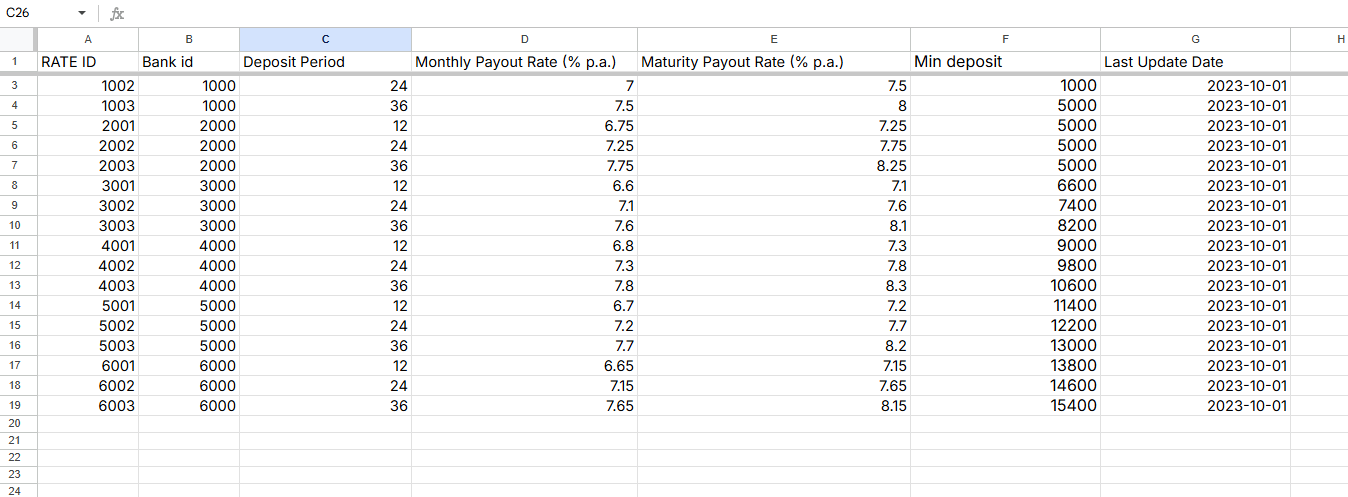 C26 fx
A B C D E F G H
1 RATE ID Bank id Deposit Period Monthly Payout Rate (% p.a.) Maturity Payout Rate (% p.a.) Min deposit Last Update Date
3 1002 1000 24 7 7.5 1000 2023-10-01
4 1003 1000 36 7.5 8 5000 2023-10-01
5 2001 2000 12 6.75 7.25 5000 2023-10-01
6 2002 2000 24 7.25 7.75 5000 2023-10-01
7 2003 2000 36 7.75 8.25 5000 2023-10-01
8 3001 3000 12 6.6 7.1 6600 2023-10-01
9 3002 3000 24 7.1 7.6 7400 2023-10-01
10 3003 3000 36 7.6 8.1 8200 2023-10-01
11 4001 4000 12 6.8 7.3 9000 2023-10-01
12 4002 4000 24 7.3 7.8 9800 2023-10-01
13 4003 4000 36 7.8 8.3 10600 2023-10-01
14 5001 5000 12 6.7 7.2 11400 2023-10-01
15 5002 5000 24 7.2 7.7 12200 2023-10-01
16 5003 5000 36 7.7 8.2 13000 2023-10-01
17 6001 6000 12 6.65 7.15 13800 2023-10-01
18 6002 6000 24 7.15 7.65 14600 2023-10-01
19 6003 6000 36 7.65 8.15 15400 2023-10-01
20
21
22
23
24